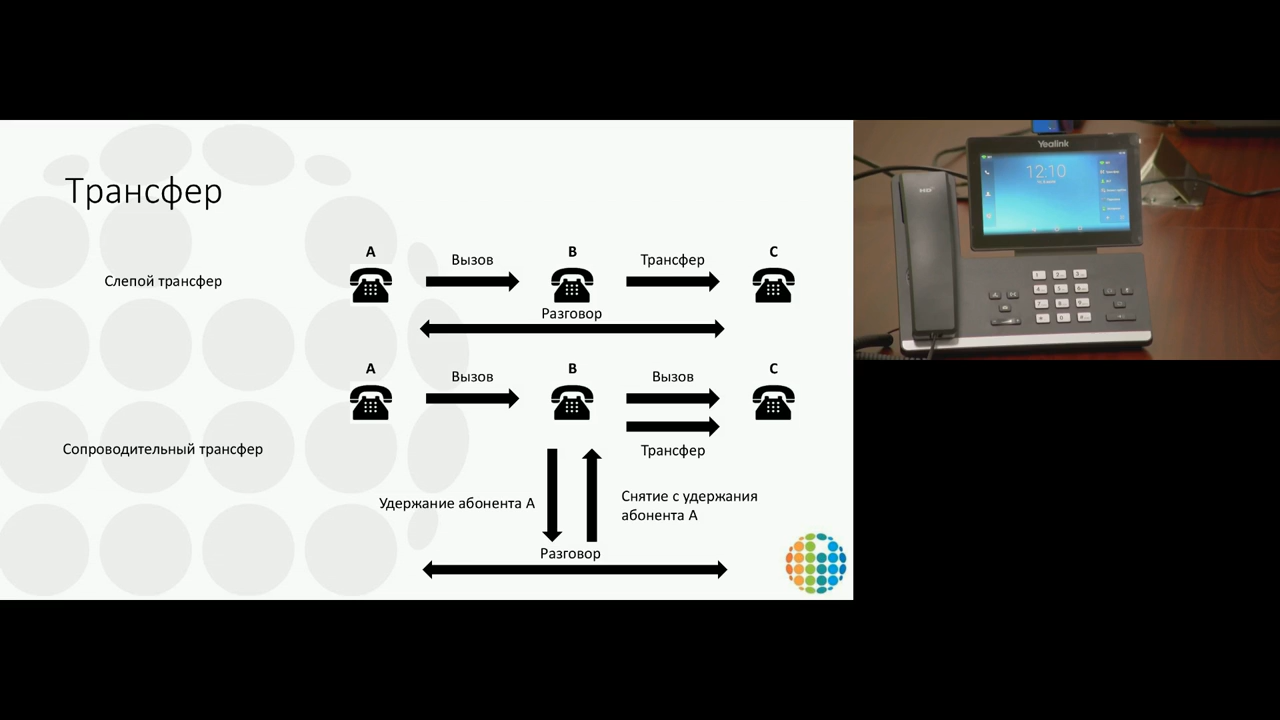 Трансфер
Слепой трансфер
A
B
C
Вызов
Трансфер
Разговор
A
B
C
Вызов
Вызов
Сопроводительный трансфер
Трансфер
Удержание абонента А
Снятие с удержания
абонента А
Разговор
Yealink
12:10